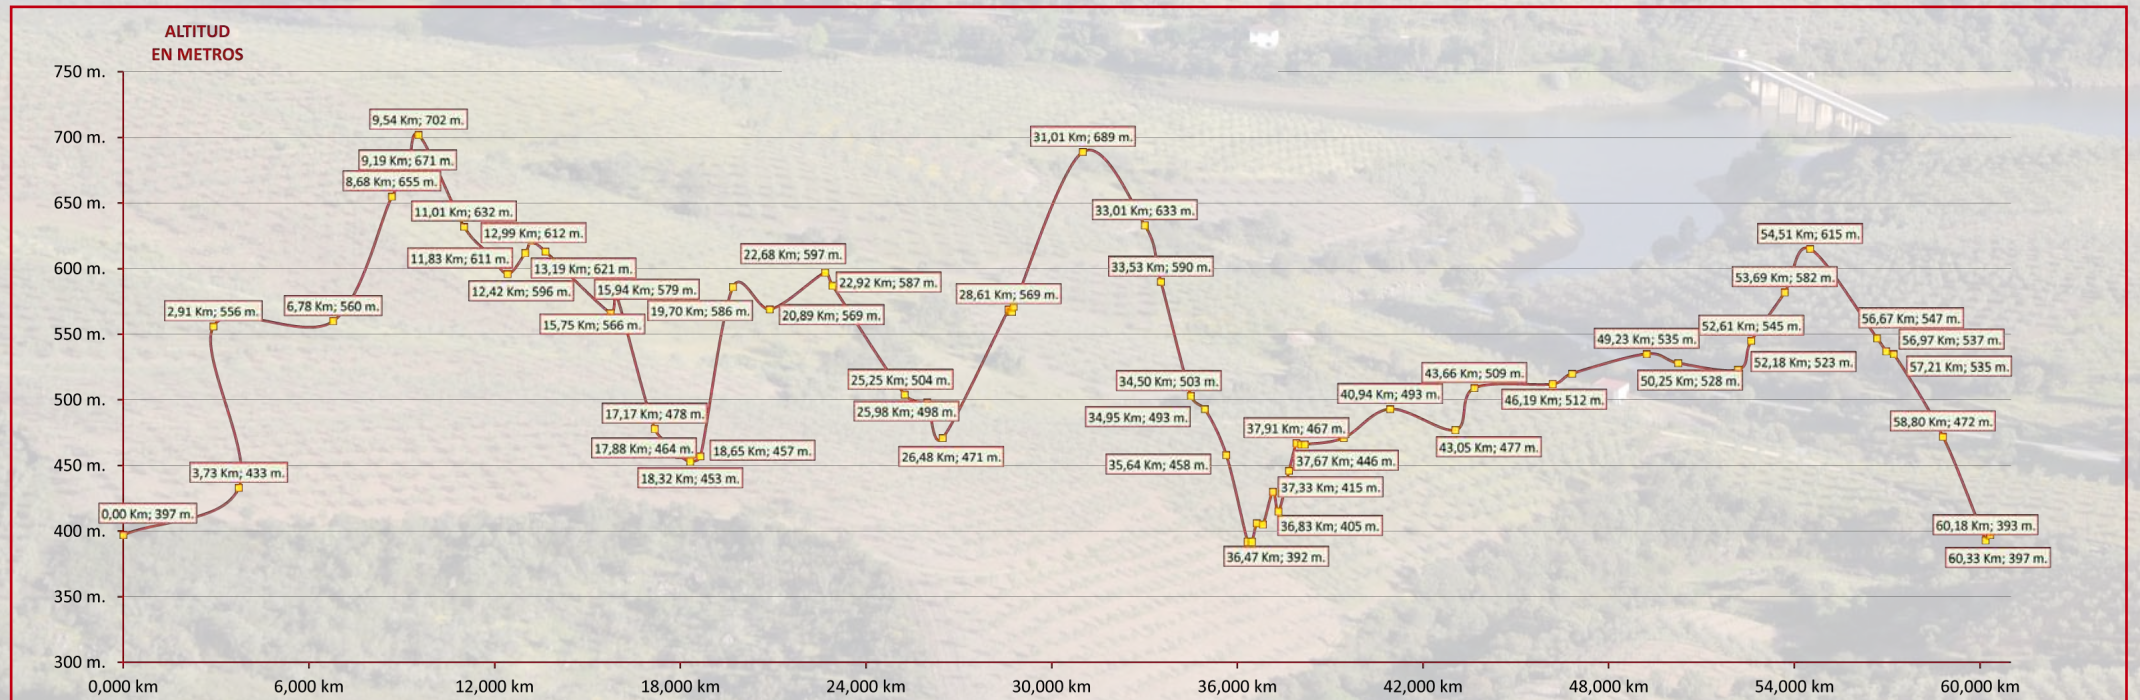 ALTITUD
EN METROS
750 m.
700 m.
650 m.
600 m.
550 m.
500 m.
450 m.
400 m.
350 m.
300 m.
0,00 Km; 397 m.
2,91 Km; 556 m.
3,73 Km; 433 m.
6,78 Km; 560 m.
8,68 Km; 655 m.
9,19 Km; 671 m.
9,54 Km; 702 m.
11,01 Km; 632 m.
11,83 Km; 611 m.
12,42 Km; 596 m.
12,99 Km; 612 m.
13,19 Km; 621 m.
15,75 Km; 566 m.
15,94 Km; 579 m.
17,17 Km; 478 m.
17,88 Km; 464 m.
18,32 Km; 453 m.
18,65 Km; 457 m.
19,70 Km; 586 m.
20,89 Km; 569 m.
22,68 Km; 597 m.
22,92 Km; 587 m.
25,25 Km; 504 m.
25,98 Km; 498 m.
26,48 Km; 471 m.
28,61 Km; 569 m.
31,01 Km; 689 m.
33,01 Km; 633 m.
33,53 Km; 590 m.
34,50 Km; 503 m.
34,95 Km; 493 m.
35,64 Km; 458 m.
36,47 Km; 392 m.
36,83 Km; 405 m.
37,33 Km; 415 m.
37,67 Km; 446 m.
37,91 Km; 467 m.
40,94 Km; 493 m.
43,05 Km; 477 m.
43,66 Km; 509 m.
46,19 Km; 512 m.
49,23 Km; 535 m.
50,25 Km; 528 m.
52,18 Km; 523 m.
52,61 Km; 545 m.
53,69 Km; 582 m.
54,51 Km; 615 m.
56,67 Km; 547 m.
56,97 Km; 537 m.
57,21 Km; 535 m.
58,80 Km; 472 m.
60,18 Km; 393 m.
60,33 Km; 397 m.
0,000 km
6,000 km
12,000 km
18,000 km
24,000 km
30,000 km
36,000 km
42,000 km
48,000 km
54,000 km
60,000 km